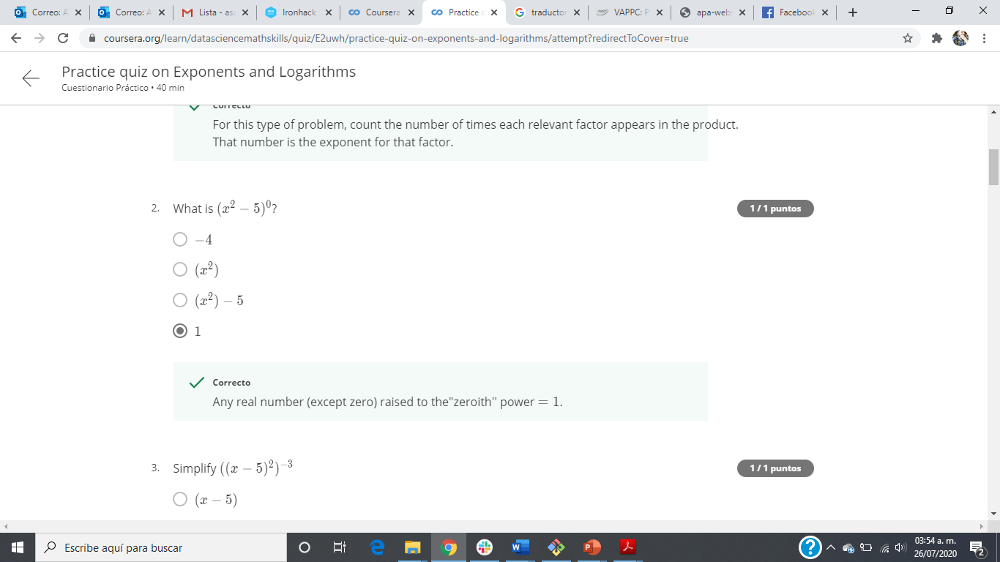 Correo: A
Correo: A
Lista - asa
Ironhack
Coursera
Practice c
traductor
VAPPC: P
apa-webs
Facebook
coursera.org/learn/datasciencemathskills/quiz/E2uwh/practice-quiz-on-exponents-and-logarithms/attempt?redirectToCover=true
Practice quiz on Exponents and Logarithms
Cuestionario Práctico • 40 min
Correcto
For this type of problem, count the number of times each relevant factor appears in the product.
That number is the exponent for that factor.
2. What is (x² − 5)⁰? 1 / 1 puntos
−4
(x²)
(x²) − 5
1
Correcto
Any real number (except zero) raised to the"zeroith'' power = 1.
3. Simplify ((x − 5)²)⁻³ 1 / 1 puntos
(x − 5)
Escribe aquí para buscar
03:54 a. m.
26/07/2020
2